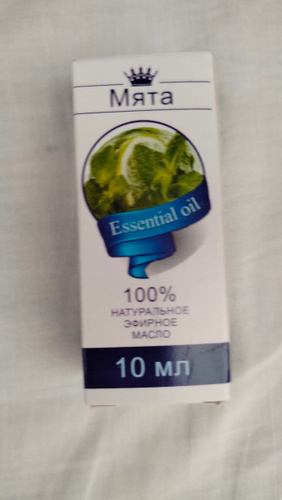 Мята
Essential oil
100%
НАТУРАЛЬНОЕ
ЭФИРНОЕ
МАСЛО
10 мл